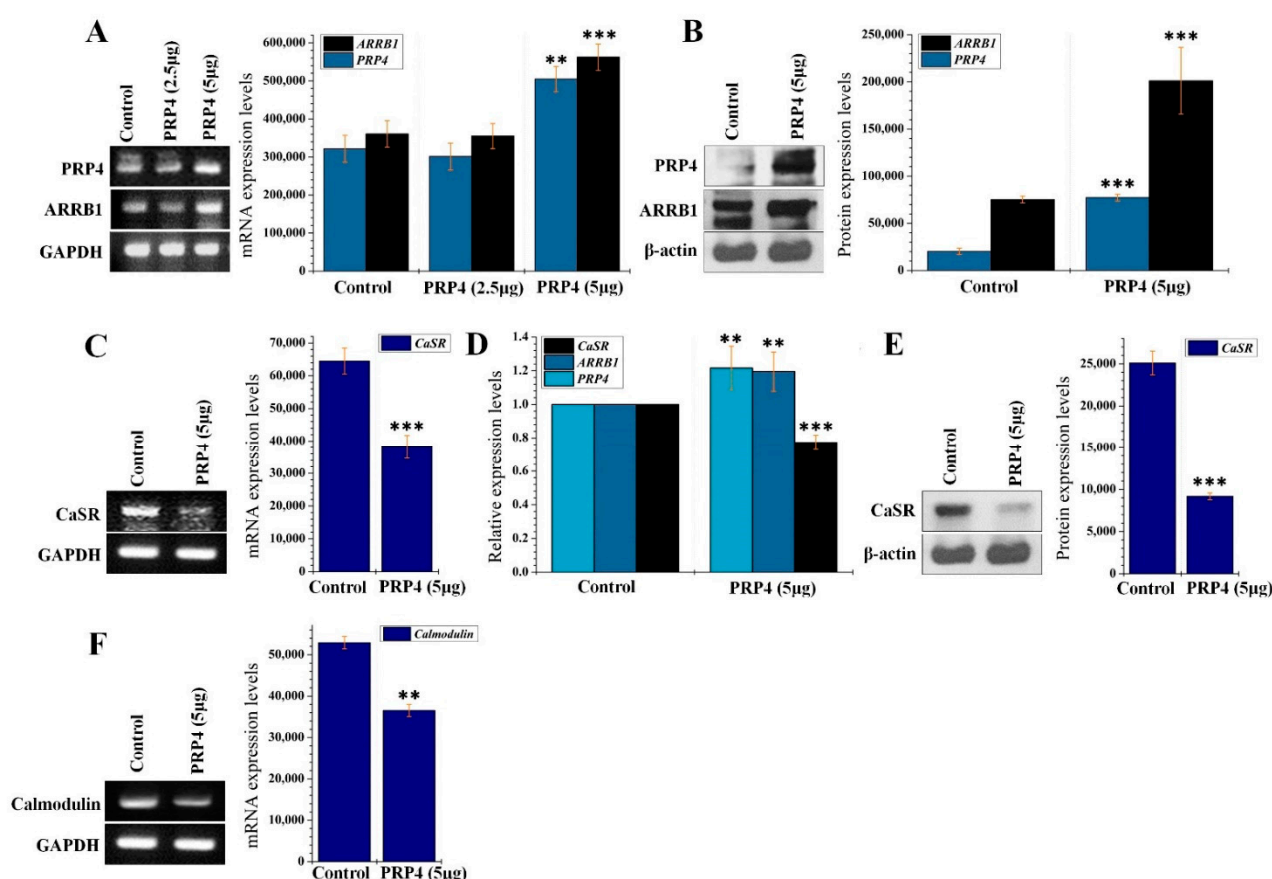 A
Control
PRP4 (2.5µg)
PRP4 (5µg)
PRP4
ARRB1
GAPDH
mRNA expression levels
600,000
500,000
400,000
300,000
200,000
100,000
0
ARRB1
PRP4
** ***
Control PRP4 (2.5µg) PRP4 (5µg)
B
Control
PRP4 (5µg)
PRP4
ARRB1
β-actin
Protein expression levels
250,000
200,000
150,000
100,000
50,000
0
ARRB1
PRP4
*** ***
Control PRP4 (5µg)
C
Control
PRP4 (5µg)
CaSR
GAPDH
mRNA expression levels
70,000
60,000
50,000
40,000
30,000
20,000
10,000
0
CaSR
***
Control PRP4 (5µg)
D
Relative expression levels
1.4
1.2
1.0
0.8
0.6
0.4
0.2
0.0
CaSR
ARRB1
PRP4
** ** ***
Control PRP4 (5µg)
E
Control
PRP4 (5µg)
CaSR
β-actin
Protein expression levels
25,000
20,000
15,000
10,000
5,000
0
CaSR
***
Control PRP4 (5µg)
F
Control
PRP4 (5µg)
Calmodulin
GAPDH
mRNA expression levels
50,000
40,000
30,000
20,000
10,000
0
Calmodulin
**
Control PRP4 (5µg)